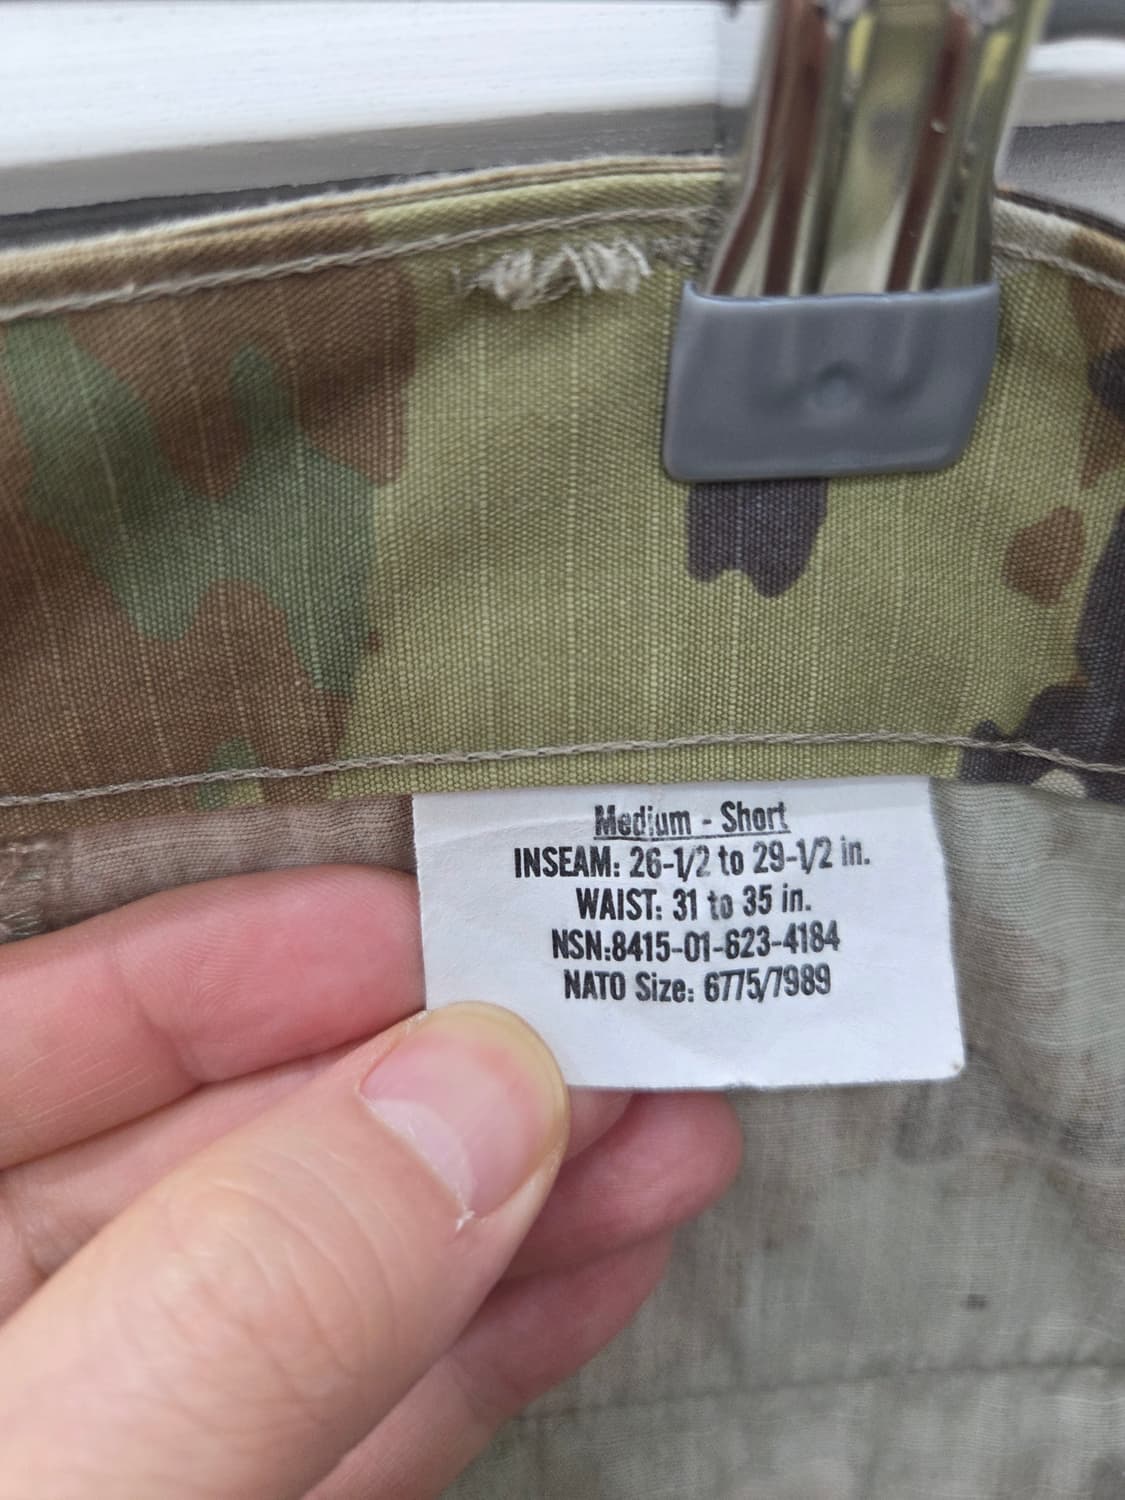 Medium - Short
INSEAM: 26-1/2 to 29-1/2 in.
WAIST: 31 to 35 in.
NSN:8415-01-623-4184
NATO Size: 6775/7989